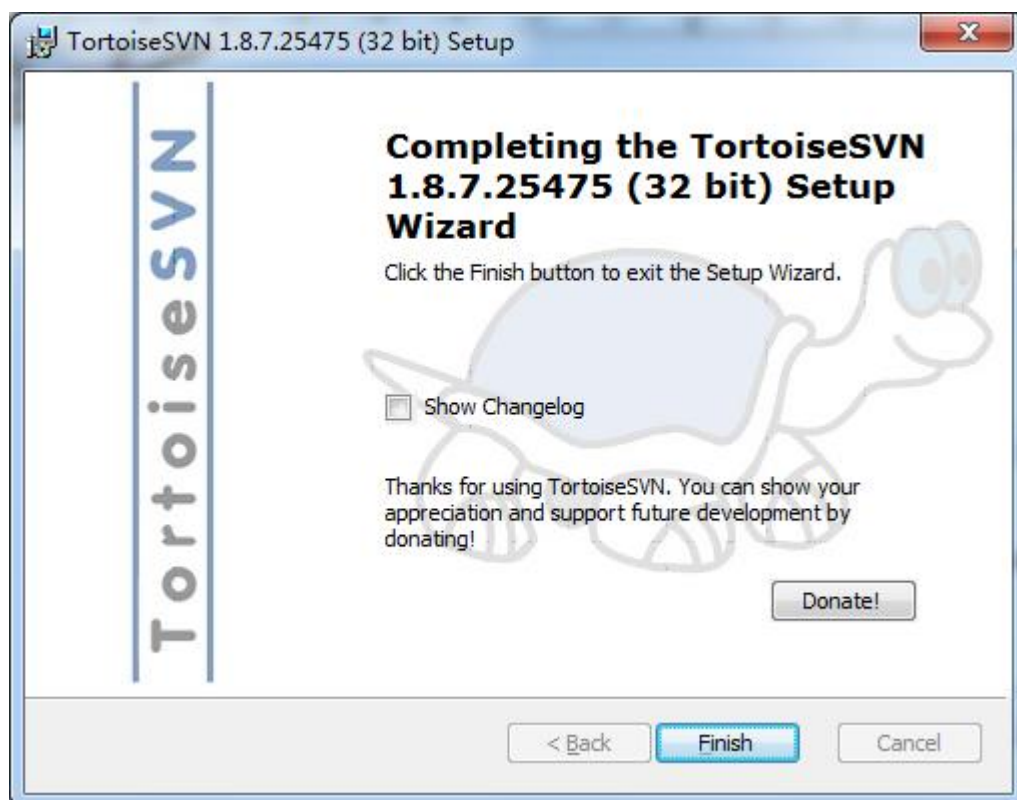 TortoiseSVN 1.8.7.25475 (32 bit) Setup
TortoiseSVN
Completing the TortoiseSVN
1.8.7.25475 (32 bit) Setup
Wizard
Click the Finish button to exit the Setup Wizard.
Show Changelog
Thanks for using TortoiseSVN. You can show your
appreciation and support future development by
donating!
Donate!
< Back
Finish
Cancel